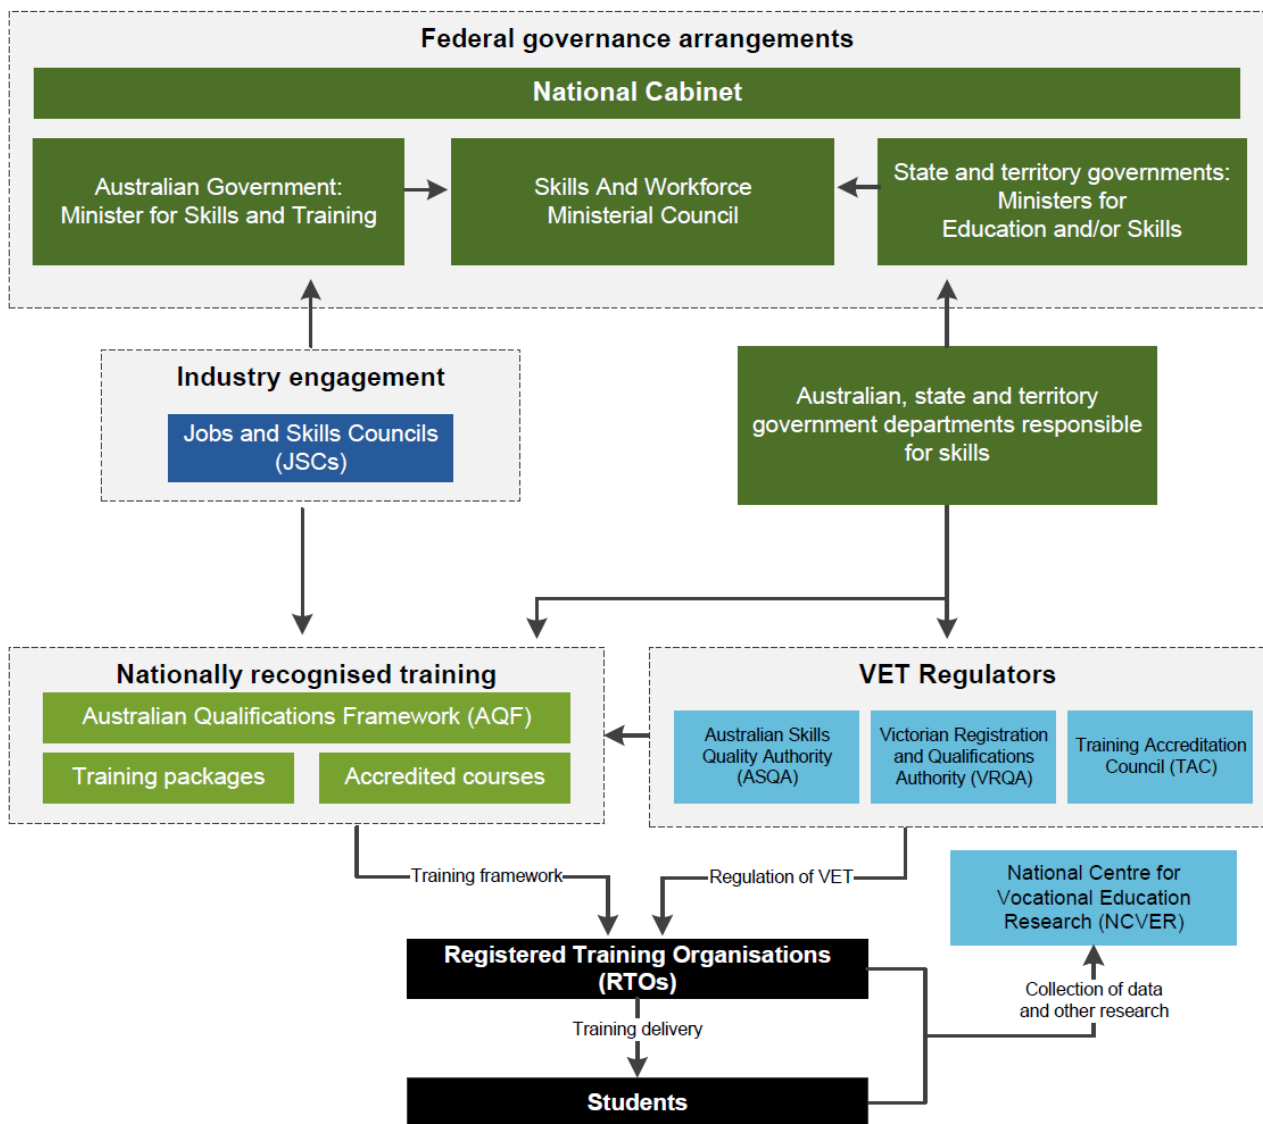 Federal governance arrangements
National Cabinet
Australian Government:
Minister for Skills and Training
Skills And Workforce
Ministerial Council
State and territory governments:
Ministers for
Education and/or Skills
Industry engagement
Jobs and Skills Councils
(JSCs)
Australian, state and territory
government departments responsible
for skills
Nationally recognised training
Australian Qualifications Framework (AQF)
Training packages
Accredited courses
VET Regulators
Australian Skills
Quality Authority
(ASQA)
Victorian Registration
and Qualifications
Authority (VRQA)
Training Accreditation
Council (TAC)
Training framework
Regulation of VET
National Centre for
Vocational Education
Research (NCVER)
Registered Training Organisations
(RTOs)
Collection of data
and other research
Training delivery
Students